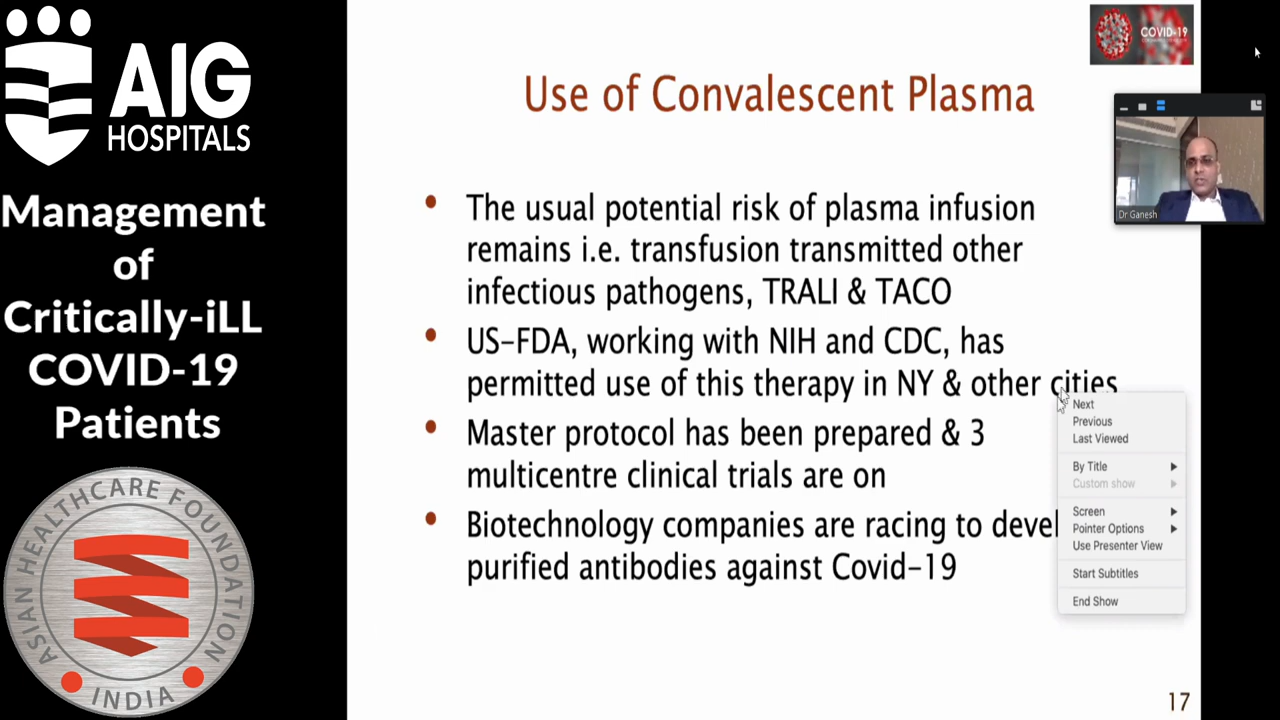 AIG
HOSPITALS
Management
of
Critically-iLL
COVID-19
Patients
ASIAN HEALTHCARE FOUNDATION
INDIA
COVID-19
Use of Convalescent Plasma
• The usual potential risk of plasma infusion
remains i.e. transfusion transmitted other
infectious pathogens, TRALI & TACO
• US-FDA, working with NIH and CDC, has
permitted use of this therapy in NY & other cities
• Master protocol has been prepared & 3
multicentre clinical trials are on
• Biotechnology companies are racing to devel
purified antibodies against Covid-19
17
Dr Ganesh
Next
Previous
Last Viewed
By Title
Custom show
Screen
Pointer Options
Use Presenter View
Start Subtitles
End Show